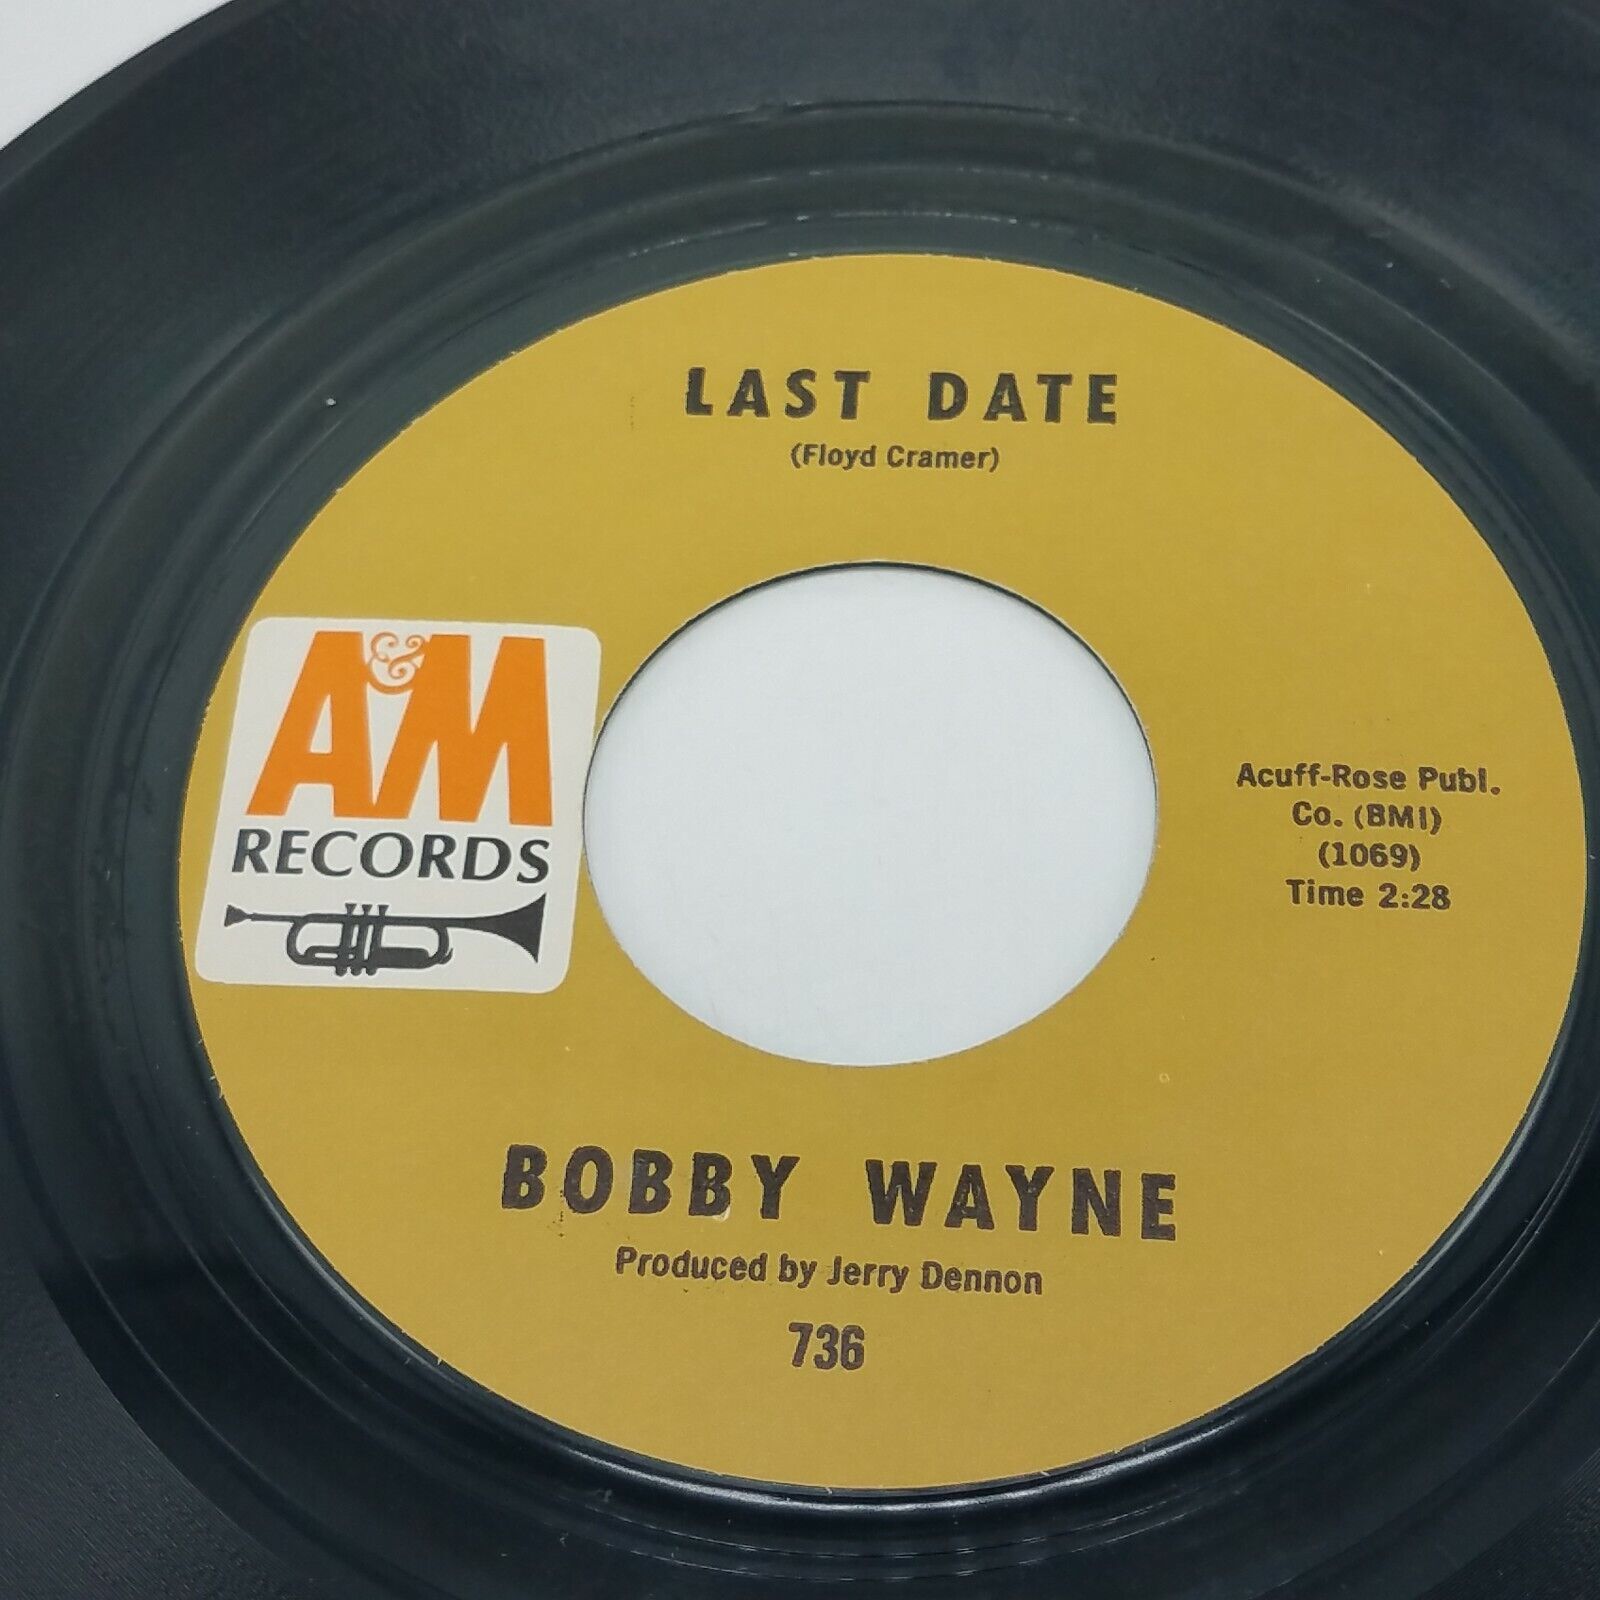 LAST DATE
(Floyd Cramer)
A&M
RECORDS
Acuff-Rose Publ.
Co. (BMI)
(1069)
Time 2:28
BOBBY WAYNE
Produced by Jerry Dennon
736